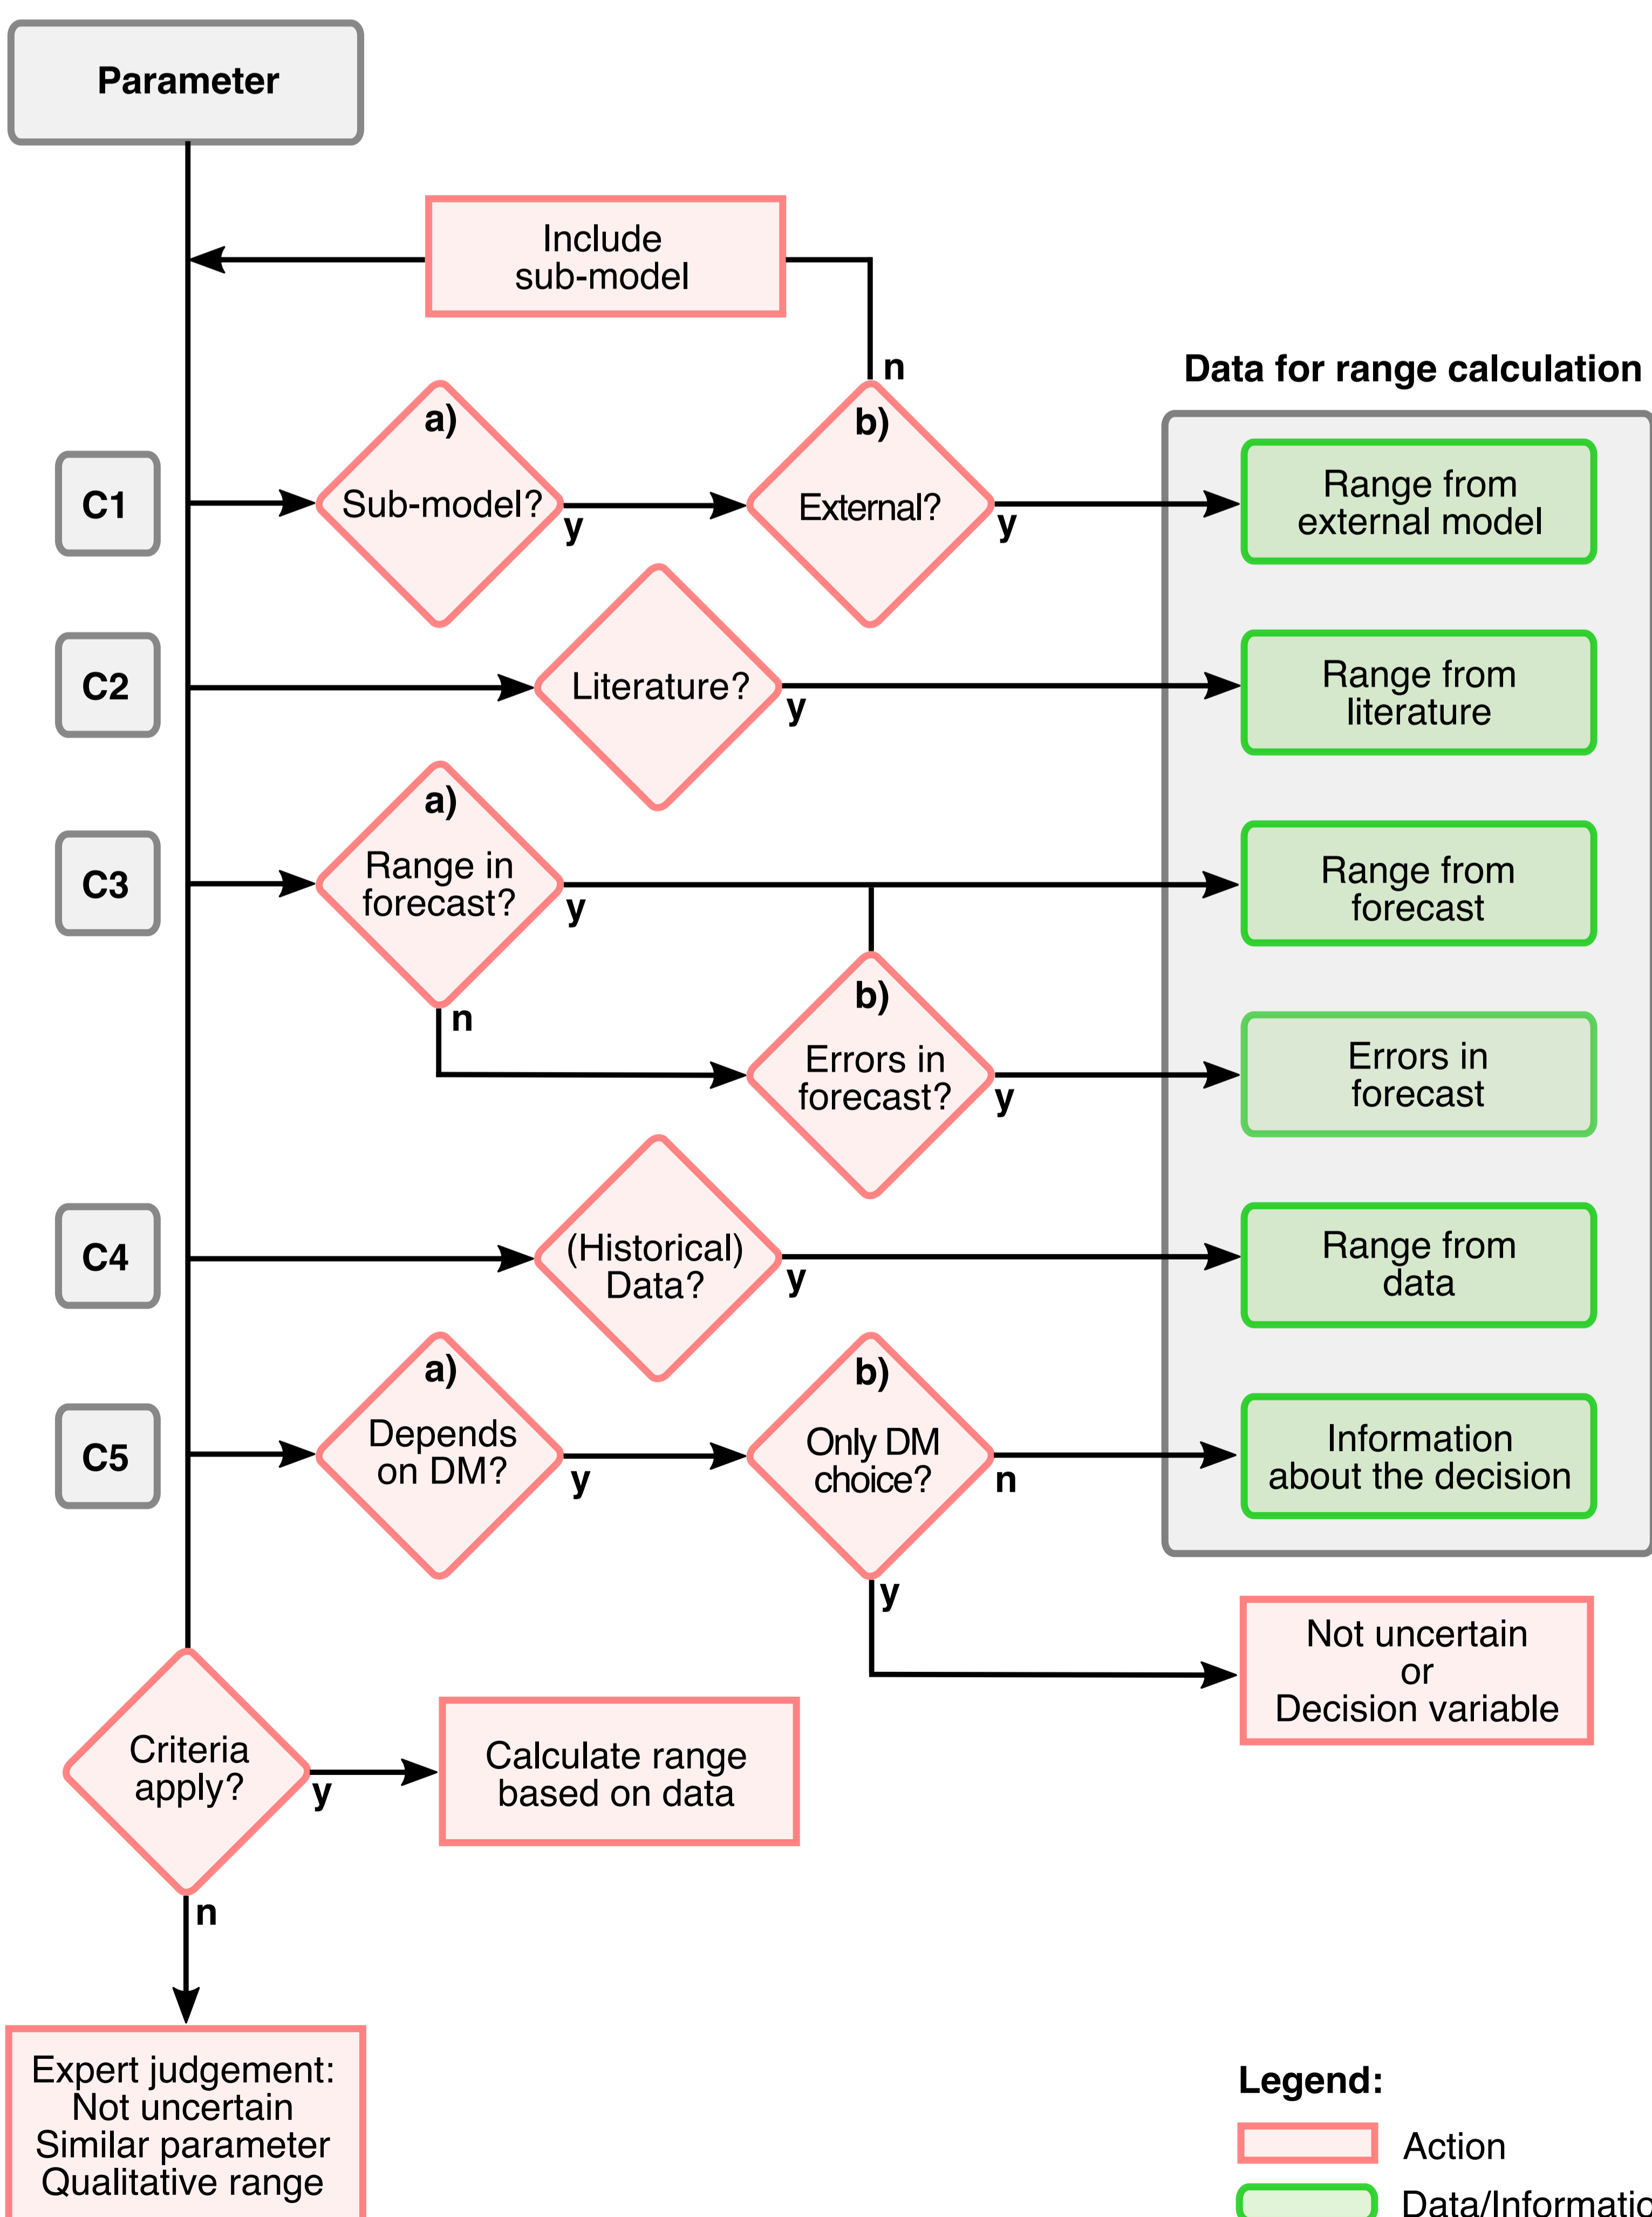 Parameter
Include
sub-model
n
Data for range calculation
C1
a)
Sub-model?
y
b)
External?
y
Range from
external model
C2
Literature?
y
Range from
literature
C3
a)
Range in
forecast?
y
n
Range from
forecast
b)
Errors in
forecast?
y
Errors in
forecast
C4
(Historical)
Data?
y
Range from
data
C5
a)
Depends
on DM?
y
b)
Only DM
choice?
n
y
Information
about the decision
Not uncertain
or
Decision variable
Criteria
apply?
y
n
Calculate range
based on data
Expert judgement:
Not uncertain
Similar parameter
Qualitative range
Legend:
Action
Data/Informatio